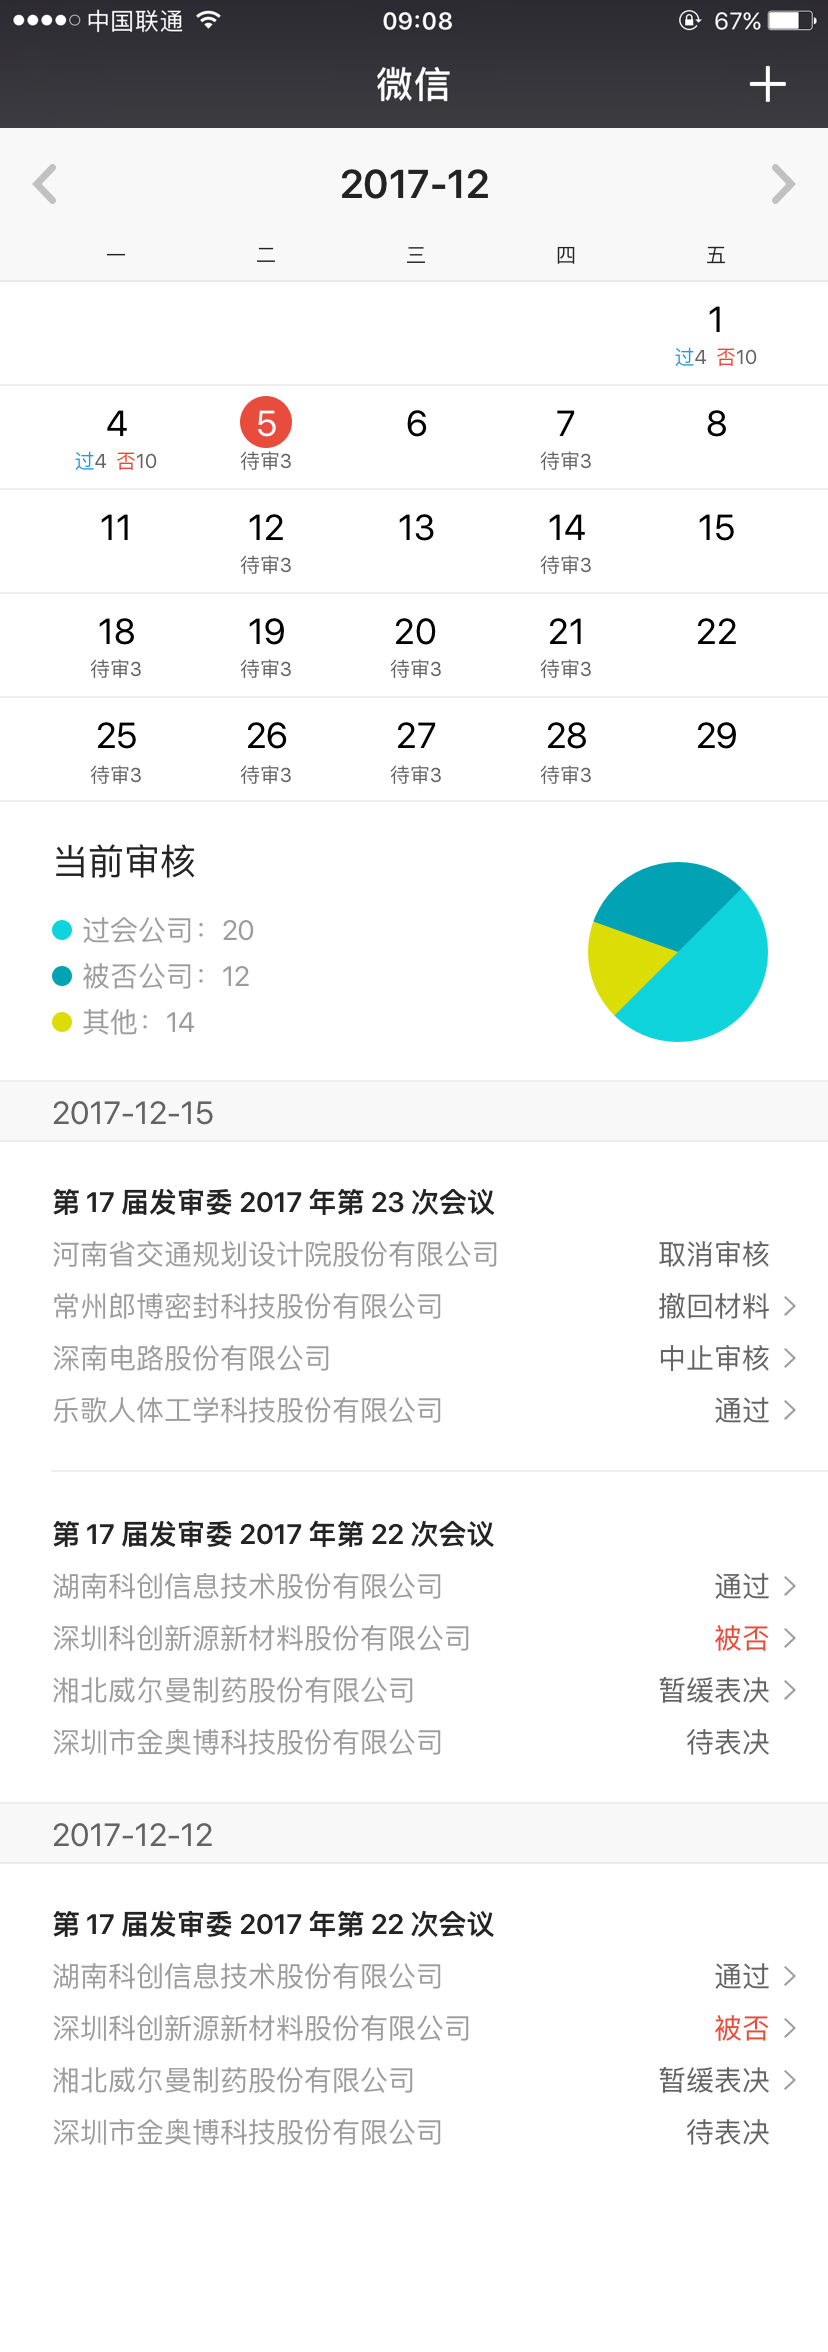 中国联通 09:08 67%
微信
2017-12
一 二 三 四 五
1
过4 否10
4 5 6 7 8
过4 否10 待审3 待审3
11 12 13 14 15
待审3 待审3
18 19 20 21 22
待审3 待审3 待审3 待审3
25 26 27 28 29
待审3 待审3 待审3 待审3
当前审核
过会公司：20
被否公司：12
其他：14
2017-12-15
第 17 届发审委 2017 年第 23 次会议
河南省交通规划设计院股份有限公司 取消审核
常州郎博密封科技股份有限公司 撤回材料
深南电路股份有限公司 中止审核
乐歌人体工学科技股份有限公司 通过
第 17 届发审委 2017 年第 22 次会议
湖南科创信息技术股份有限公司 通过
深圳科创新源新材料股份有限公司 被否
湘北威尔曼制药股份有限公司 暂缓表决
深圳市金奥博科技股份有限公司 待表决
2017-12-12
第 17 届发审委 2017 年第 22 次会议
湖南科创信息技术股份有限公司 通过
深圳科创新源新材料股份有限公司 被否
湘北威尔曼制药股份有限公司 暂缓表决
深圳市金奥博科技股份有限公司 待表决